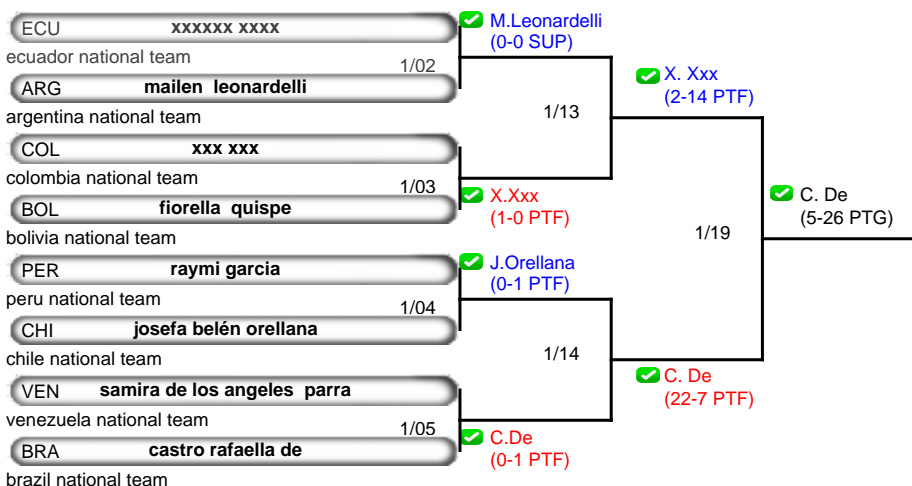 ECU xxxxxx xxxx
ecuador national team
1/02
ARG mailen leonardelli
argentina national team
COL xxx xxx
colombia national team
1/03
BOL fiorella quispe
bolivia national team
PER raymi garcia
peru national team
1/04
CHI josefa belén orellana
chile national team
VEN samira de los angeles parra
venezuela national team
1/05
BRA castro rafaella de
brazil national team
M.Leonardelli
(0-0 SUP)
1/13
X.Xxx
(1-0 PTF)
J.Orellana
(0-1 PTF)
1/14
C.De
(0-1 PTF)
X. Xxx
(2-14 PTF)
1/19
C. De
(22-7 PTF)
C. De
(5-26 PTG)